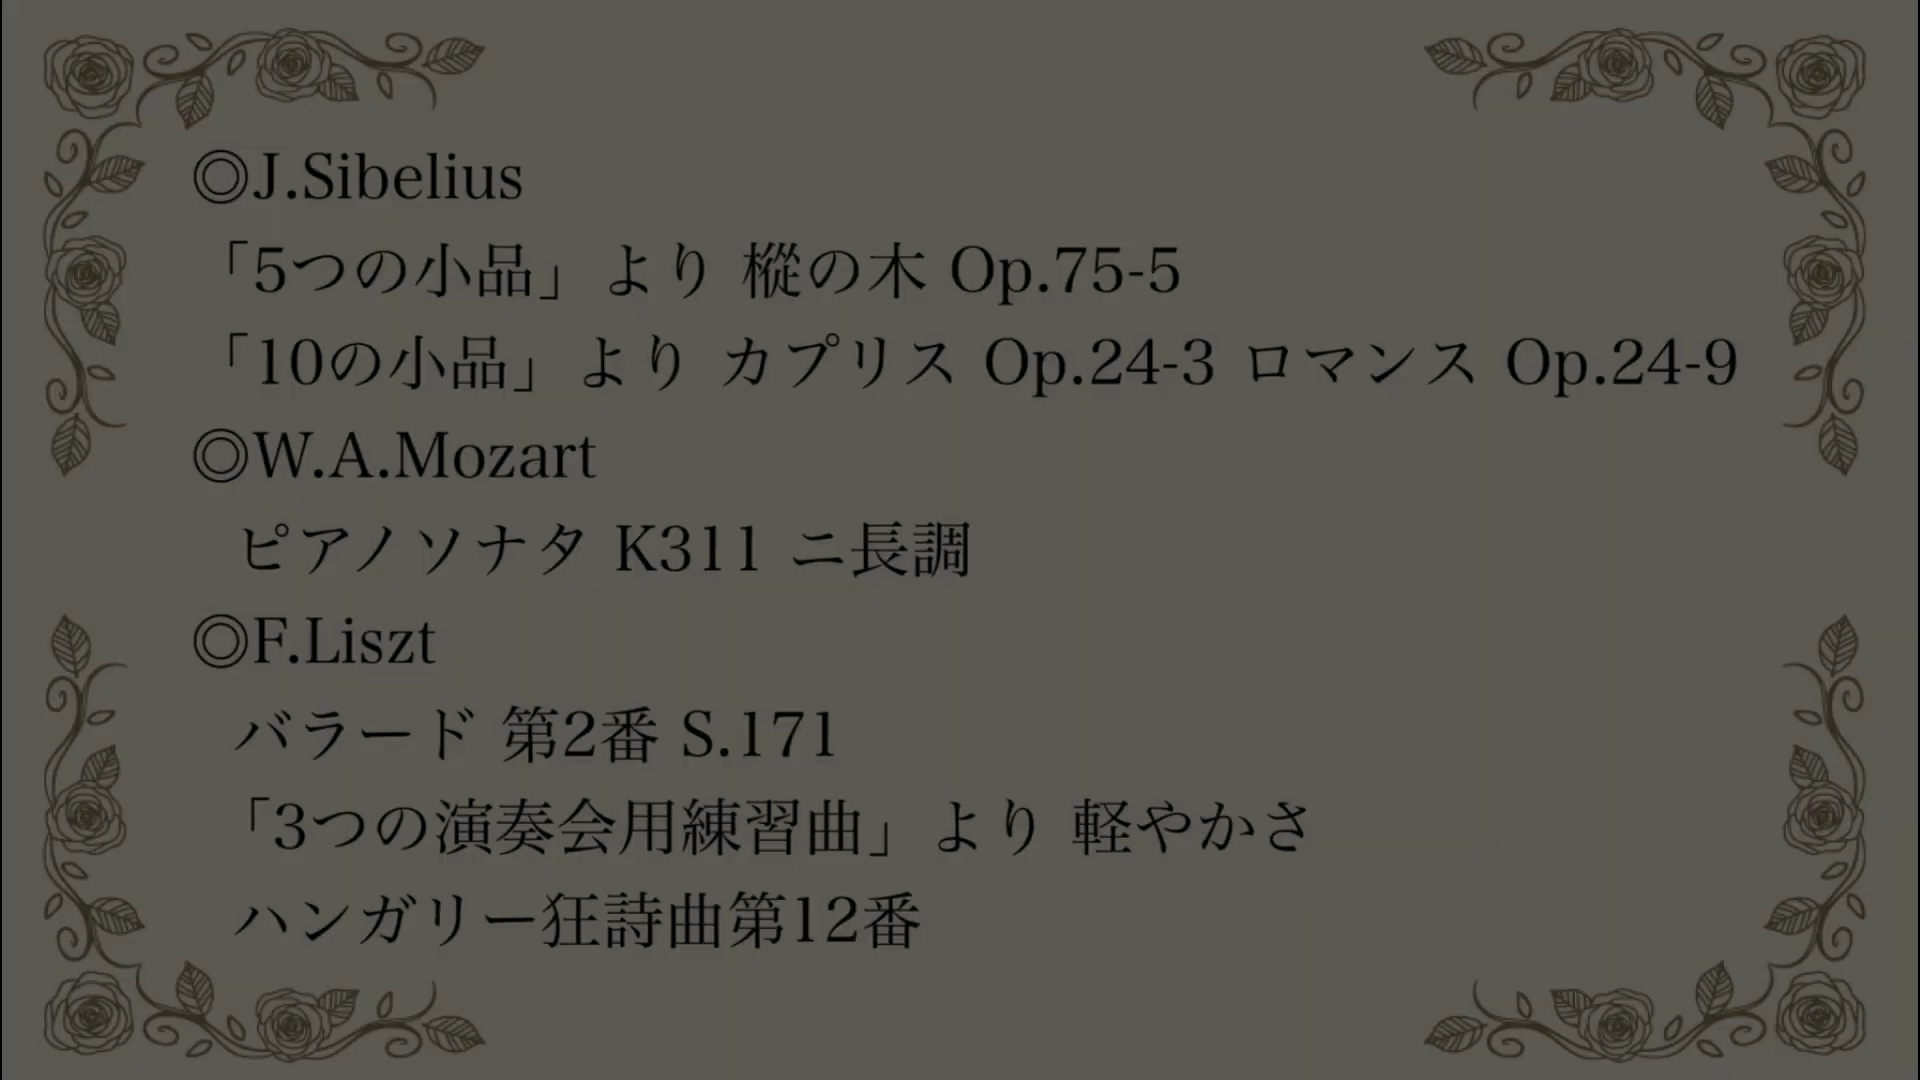 ◎J.Sibelius
「5つの小品」より 樅の木 Op.75-5
「10の小品」より カプリス Op.24-3 ロマンス Op.24-9
◎W.A.Mozart
ピアノソナタ K311 ニ長調
◎F.Liszt
バラード 第2番 S.171
「3つの演奏会用練習曲」より 軽やかさ
ハンガリー狂詩曲第12番